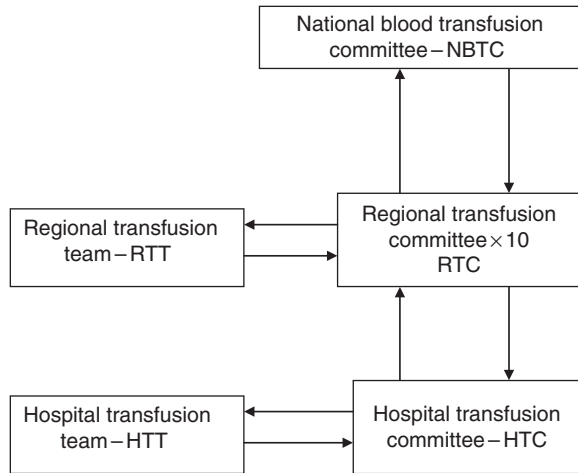 National blood transfusion
committee – NBTC
Regional transfusion
team – RTT
Regional transfusion
committee × 10
RTC
Hospital transfusion
team – HTT
Hospital transfusion
committee – HTC